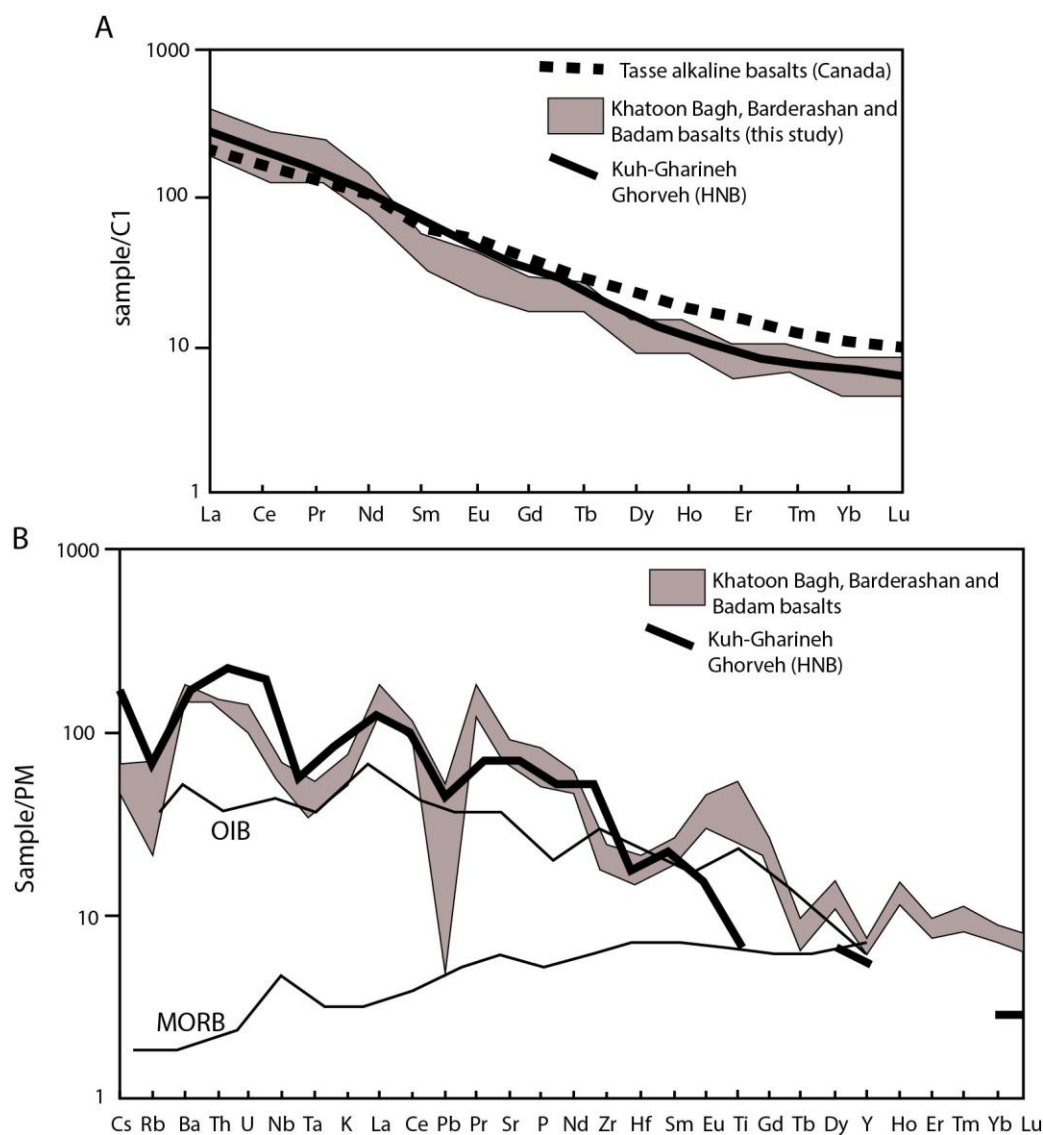 A
1000
100
10
1
sample/C1
Tasse alkaline basalts (Canada)
Khatoon Bagh, Barderashan and
Badam basalts (this study)
Kuh-Gharineh
Ghorveh (HNB)
La Ce Pr Nd Sm Eu Gd Tb Dy Ho Er Tm Yb Lu
B
1000
100
10
1
Sample/PM
Khatoon Bagh, Barderashan and
Badam basalts
Kuh-Gharineh
Ghorveh (HNB)
OIB
MORB
Cs Rb Ba Th U Nb Ta K La Ce Pb Pr Sr P Nd Zr Hf Sm Eu Ti Gd Tb Dy Y Ho Er Tm Yb Lu